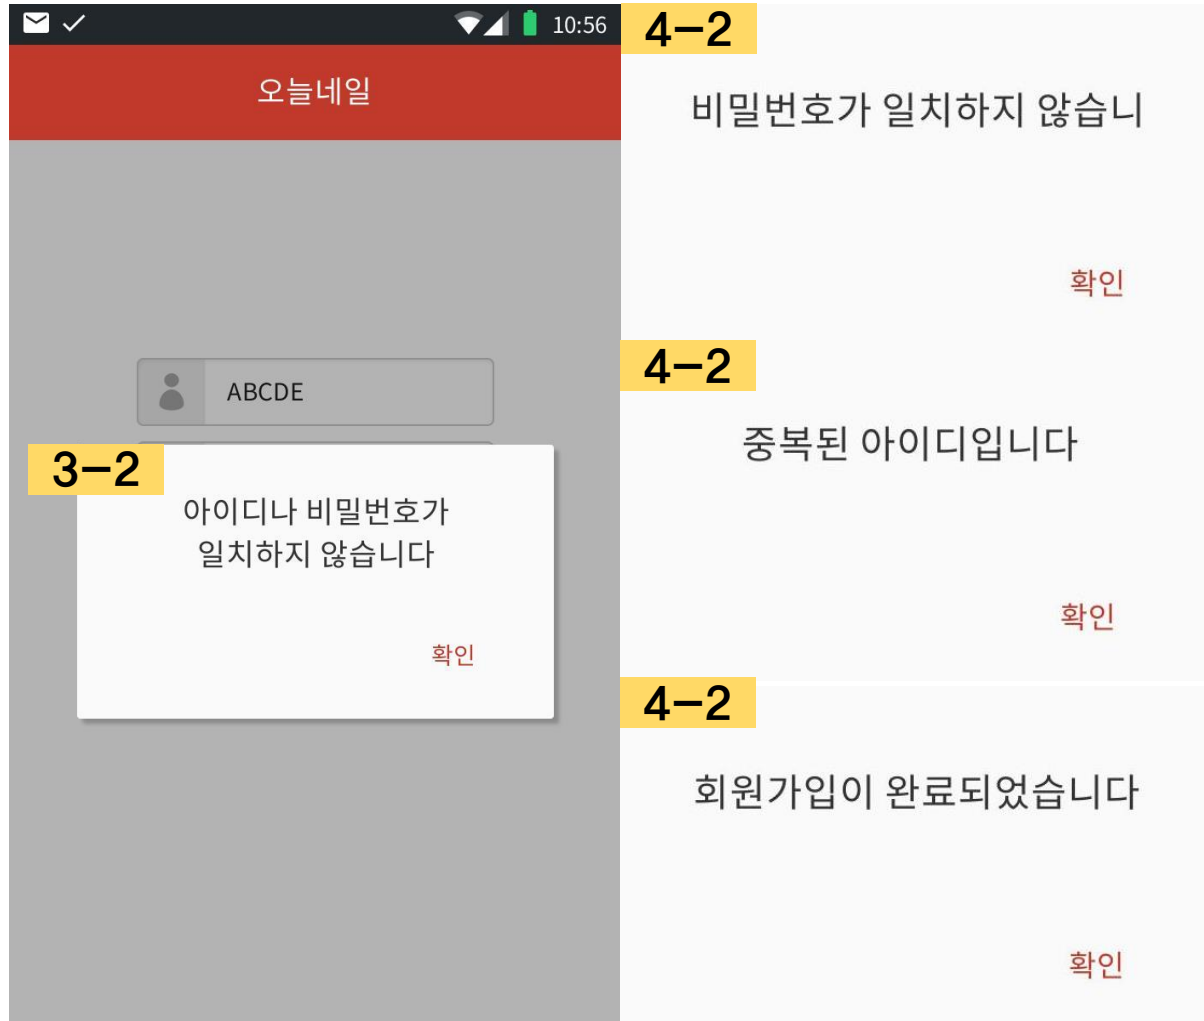 10:56
오늘네일
ABCDE
3-2
아이디나 비밀번호가
일치하지 않습니다
확인
4-2
비밀번호가 일치하지 않습니
확인
4-2
중복된 아이디입니다
확인
4-2
회원가입이 완료되었습니다
확인